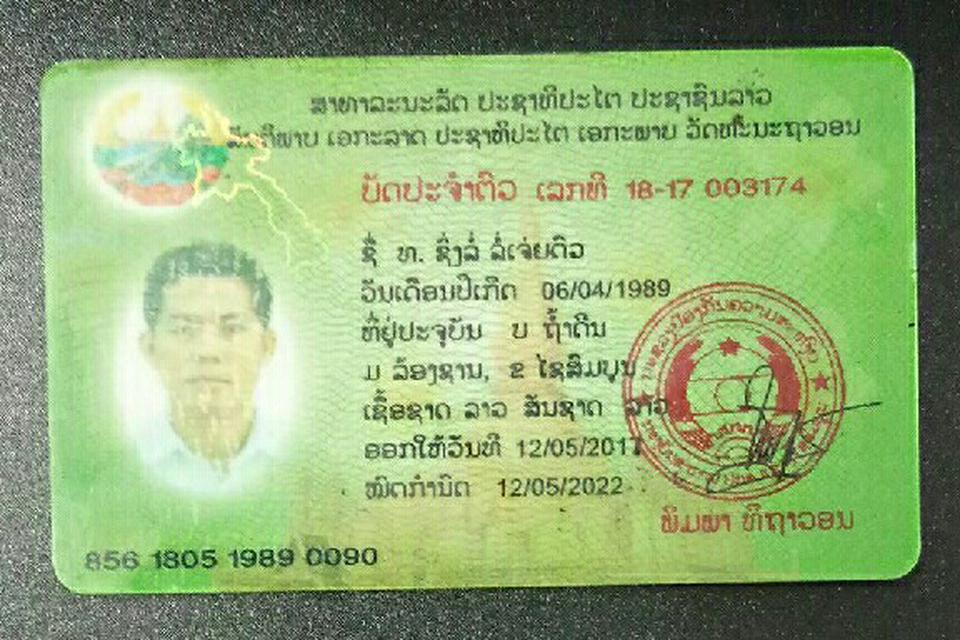 ສາທາລະນະລັດ ປະຊາທິປະໄຕ ປະຊາຊົນລາວ
ສັນຕິພາບ ເອກະລາດ ປະຊາທິປະໄຕ ເອກະພາບ ວັດທະນະຖາວອນ
ບັດປະຈໍາຕົວ ເລກທີ 18-17 003174
ຊື່ ທ. ຊົ່ງລໍ່ ລໍ່ເຈ່ຍຕົວ
ວັນເດືອນປີເກີດ 06/04/1989
ທີ່ຢູ່ປະຈຸບັນ ບ ຖ້ຳດິນ
ມ ລ້ອງຊານ, ຂ ໄຊສົມບູນ
ເຊື້ອຊາດ ລາວ ສັນຊາດ ລາວ
ອອກໃຫ້ວັນທີ 12/05/2017
ໝົດກຳນົດ 12/05/2022
ພິມພາ ທິຖາວອນ
856 1805 1989 0090